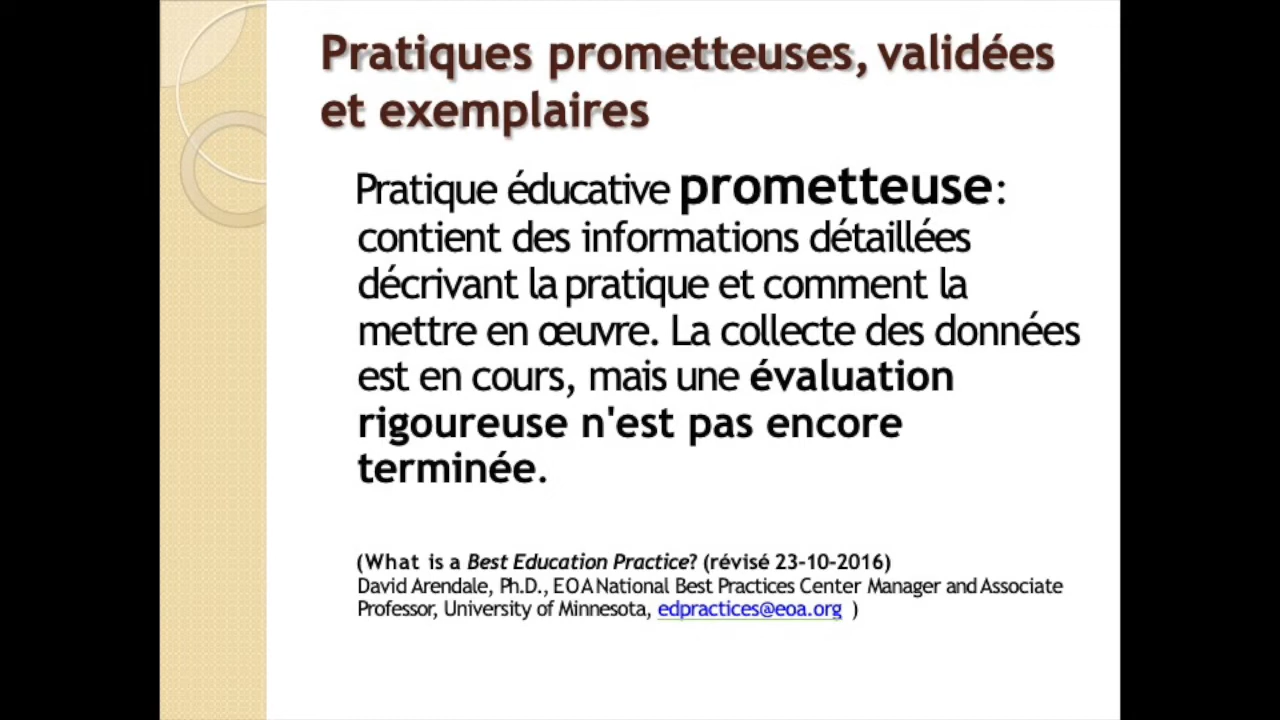 Pratiques prometteuses, validées
et exemplaires
Pratique éducative prometteuse:
contient des informations détaillées
décrivant la pratique et comment la
mettre en œuvre. La collecte des données
est en cours, mais une évaluation
rigoureuse n'est pas encore
terminée.
(What is a Best Education Practice? (révisé 23-10-2016)
David Arendale, Ph.D., EOA National Best Practices Center Manager and Associate
Professor, University of Minnesota, edpractices@eoa.org )